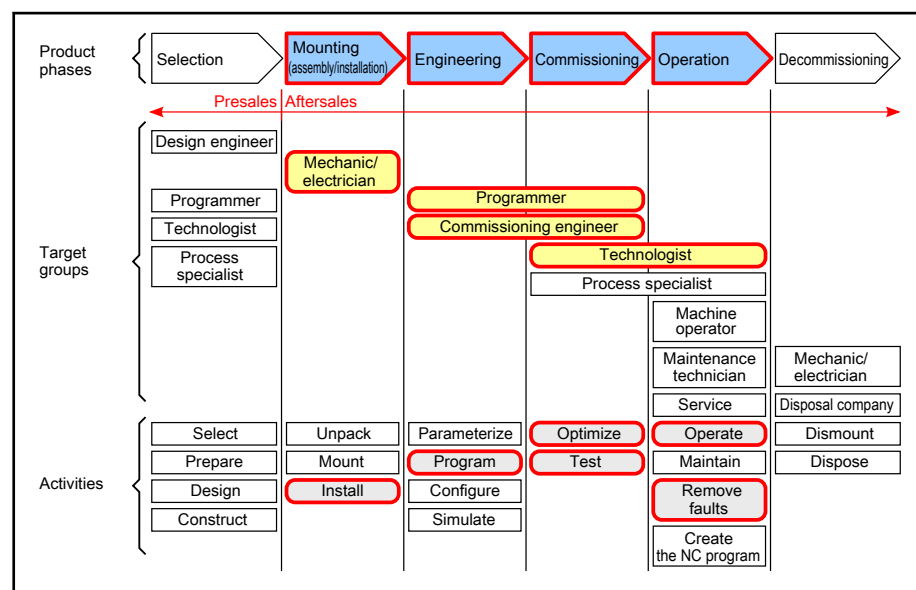 Product
phases
Selection
Mounting
(assembly/installation)
Engineering
Commissioning
Operation
Decommissioning
Presales
Aftersales
Target
groups
Design engineer
Mechanic/
electrician
Programmer
Programmer
Technologist
Commissioning engineer
Process
specialist
Technologist
Process specialist
Machine
operator
Maintenance
technician
Mechanic/
electrician
Service
Disposal company
Activities
Select
Unpack
Parameterize
Optimize
Operate
Dismount
Prepare
Mount
Program
Test
Maintain
Dispose
Design
Install
Configure
Remove
faults
Construct
Simulate
Create
the NC program